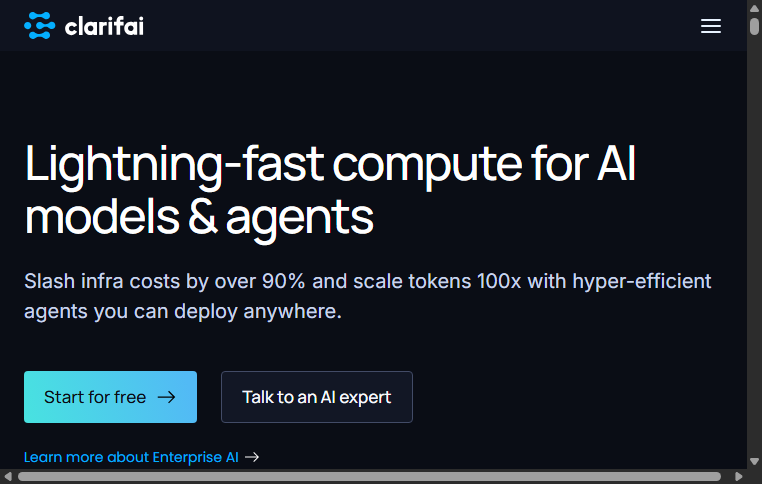 clarifai
Lightning-fast compute for AI
models & agents
Slash infra costs by over 90% and scale tokens 100x with hyper-efficient
agents you can deploy anywhere.
Start for free →
Talk to an AI expert
Learn more about Enterprise AI →